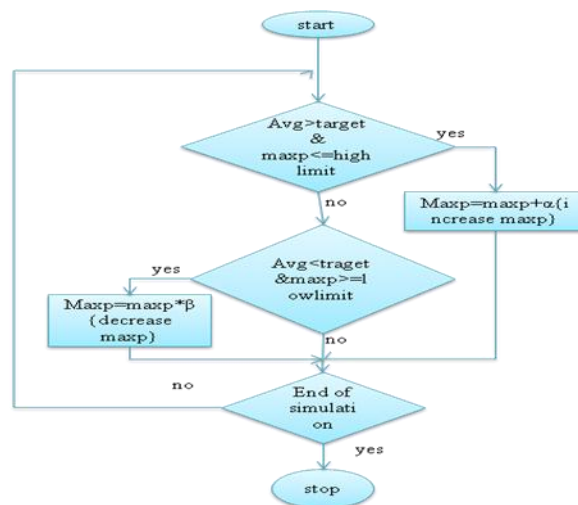 start
Avg>target
&
maxp<=high
limit
yes
Maxp=maxp+α{i
ncrease maxp}
no
Avg<traget
&maxp>=l
owlimit
yes
Maxp=maxp*β
{decrease
maxp}
no
no
End of
simulati
on
yes
stop